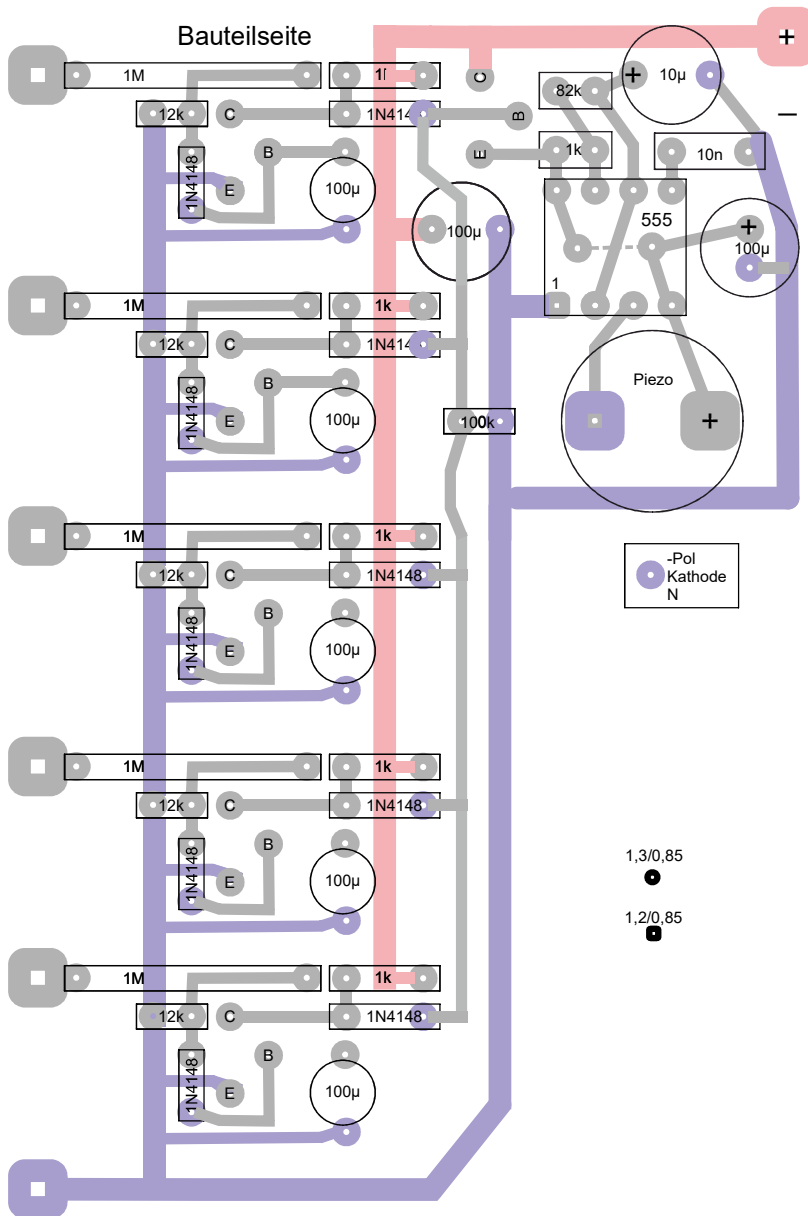 Bauteilseite
+
1M
C
+
10µ
82k
12k
C
1N4148
B
−
1N4148
B
E
1k
10n
E
100µ
100µ
555
+
100µ
1M
1k
1
12k
C
1N4148
1N4148
B
Piezo
E
100µ
100k
+
1M
1k
12k
C
1N4148
-Pol
Kathode
N
1N4148
B
E
100µ
1M
1k
12k
C
1N4148
1N4148
B
1,3/0,85
E
100µ
1,2/0,85
1M
1k
12k
C
1N4148
1N4148
B
E
100µ